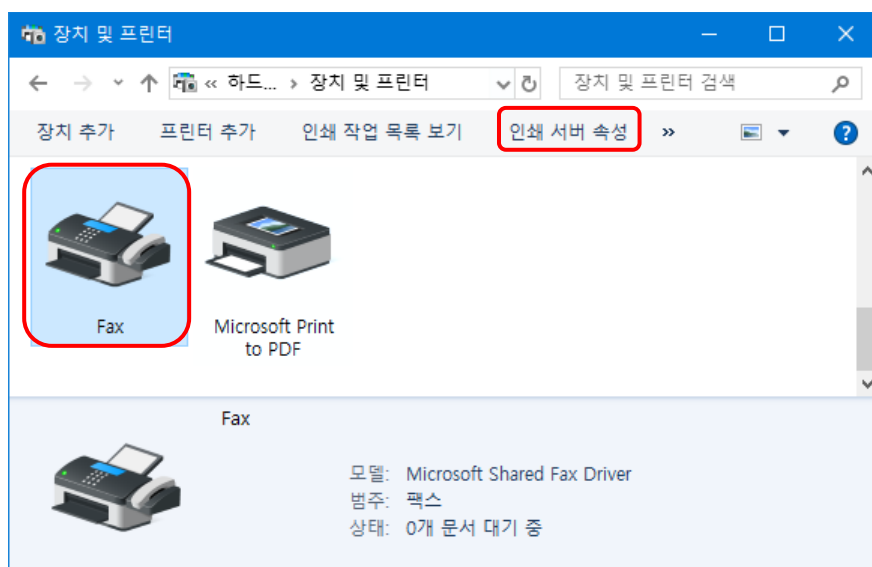 장치 및 프린터
« 하드... › 장치 및 프린터 장치 및 프린터 검색
장치 추가 프린터 추가 인쇄 작업 목록 보기 인쇄 서버 속성 »
Fax Microsoft Print
to PDF
Fax
모델: Microsoft Shared Fax Driver
범주: 팩스
상태: 0개 문서 대기 중